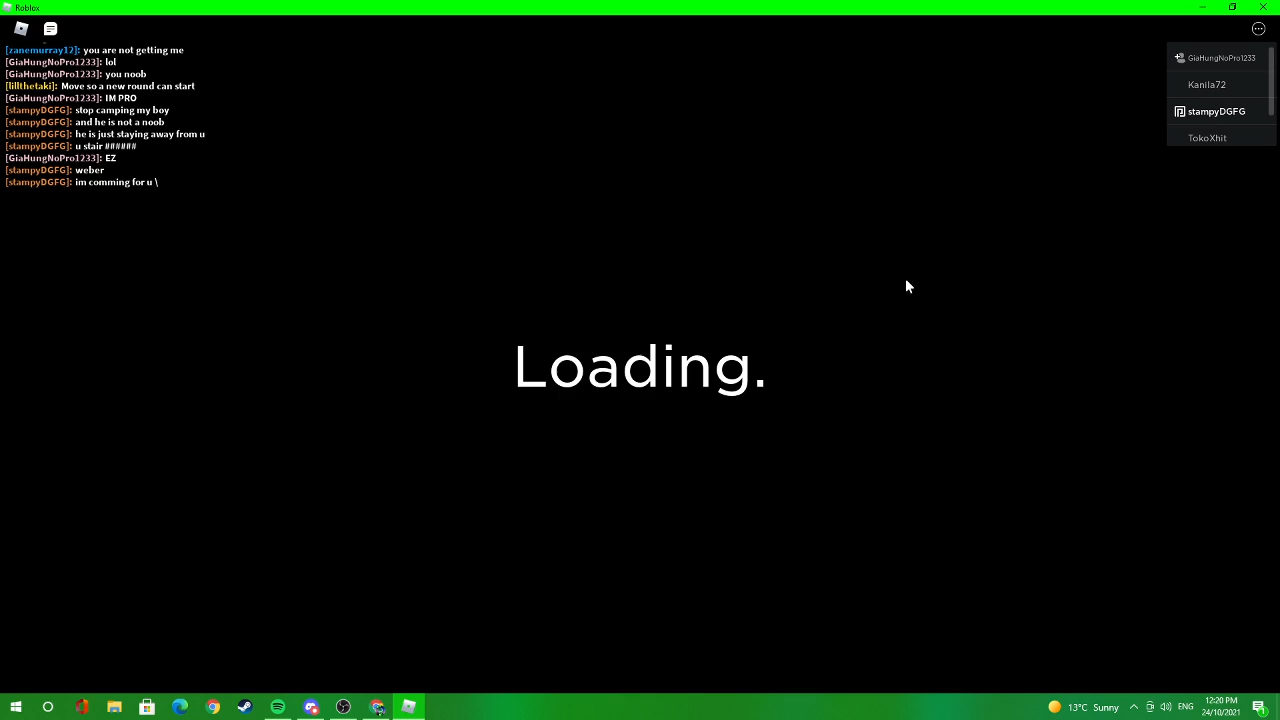 Roblox
[zanemurray12]: you are not getting me
[GiaHungNoPro1233]: lol
[GiaHungNoPro1233]: you noob
[lillthetaki]: Move so a new round can start
[GiaHungNoPro1233]: IM PRO
[stampyDGFG]: stop camping my boy
[stampyDGFG]: and he is not a noob
[stampyDGFG]: he is just staying away from u
[stampyDGFG]: u stair ######
[GiaHungNoPro1233]: EZ
[stampyDGFG]: weber
[stampyDGFG]: im comming for u \
GiaHungNoPro1233
Kanila72
stampyDGFG
TokoXhit
Loading.
13°C Sunny
ENG
12:20 PM
24/10/2021
1